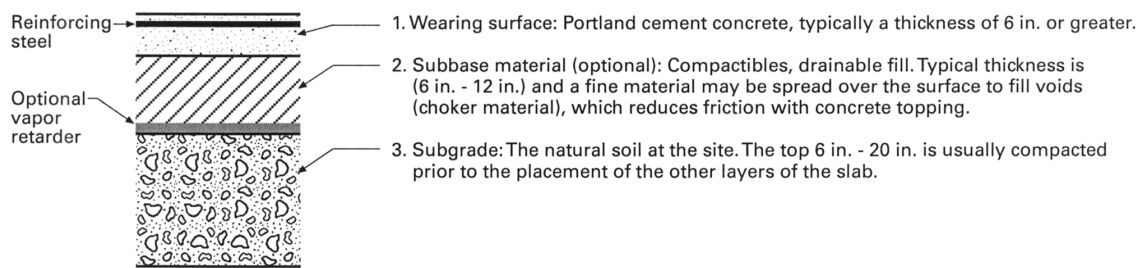 Reinforcing
steel
1. Wearing surface: Portland cement concrete, typically a thickness of 6 in. or greater.
2. Subbase material (optional): Compactibles, drainable fill. Typical thickness is
(6 in. - 12 in.) and a fine material may be spread over the surface to fill voids
(choker material), which reduces friction with concrete topping.
Optional
vapor
retarder
3. Subgrade: The natural soil at the site. The top 6 in. - 20 in. is usually compacted
prior to the placement of the other layers of the slab.